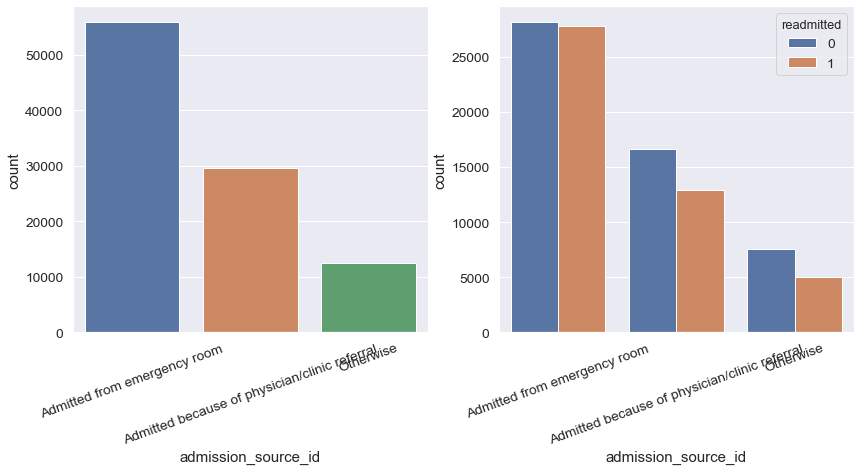 count
50000
40000
30000
20000
10000
0
Admitted from emergency room
Admitted because of physician/clinic referral
Otherwise
admission_source_id
count
25000
20000
15000
10000
5000
0
readmitted
0
1
Admitted from emergency room
Admitted because of physician/clinic referral
Otherwise
admission_source_id